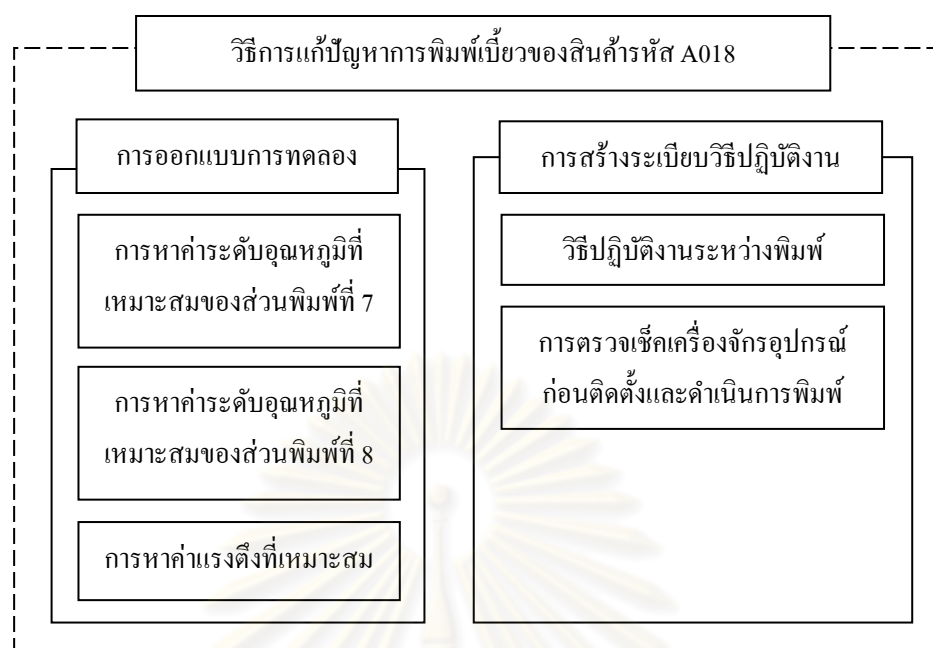 วิธีการแก้ปัญหาการพิมพ์เบี้ยวของสินค้ารหัส A018
การออกแบบการทดลอง
การหาค่าระดับอุณหภูมิที่
เหมาะสมของส่วนพิมพ์ที่ 7
การหาค่าระดับอุณหภูมิที่
เหมาะสมของส่วนพิมพ์ที่ 8
การหาค่าแรงตึงที่เหมาะสม
การสร้างระเบียบวิธีปฏิบัติงาน
วิธีปฏิบัติงานระหว่างพิมพ์
การตรวจเช็คเครื่องจักรอุปกรณ์
ก่อนติดตั้งและดำเนินการพิมพ์